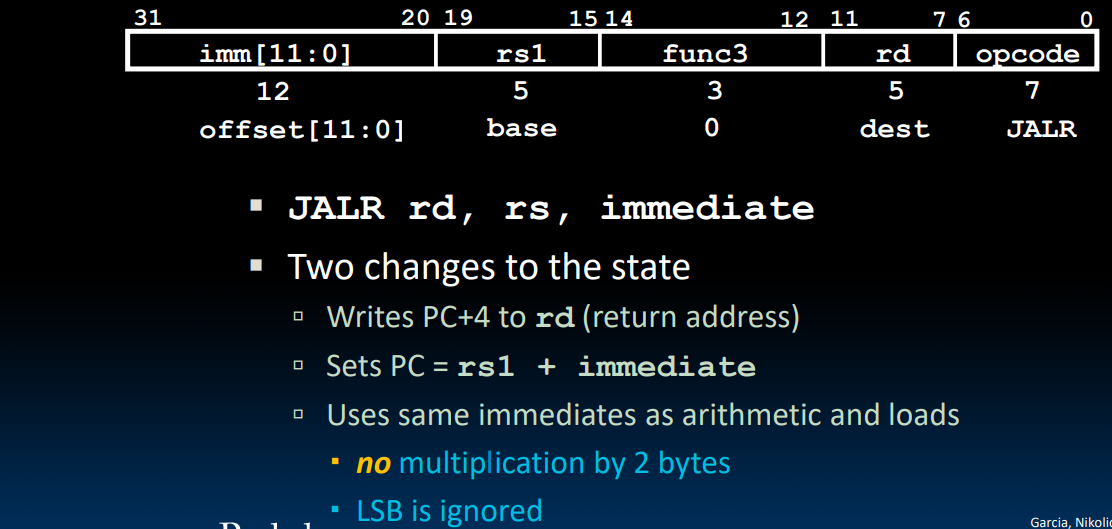 31 20 19 15 14 12 11 7 6 0
imm[11:0] rs1 func3 rd opcode
12 5 3 5 7
offset[11:0] base 0 dest JALR
JALR rd, rs, immediate
Two changes to the state
Writes PC+4 to rd (return address)
Sets PC = rs1 + immediate
Uses same immediates as arithmetic and loads
no multiplication by 2 bytes
LSB is ignored
Garcia,